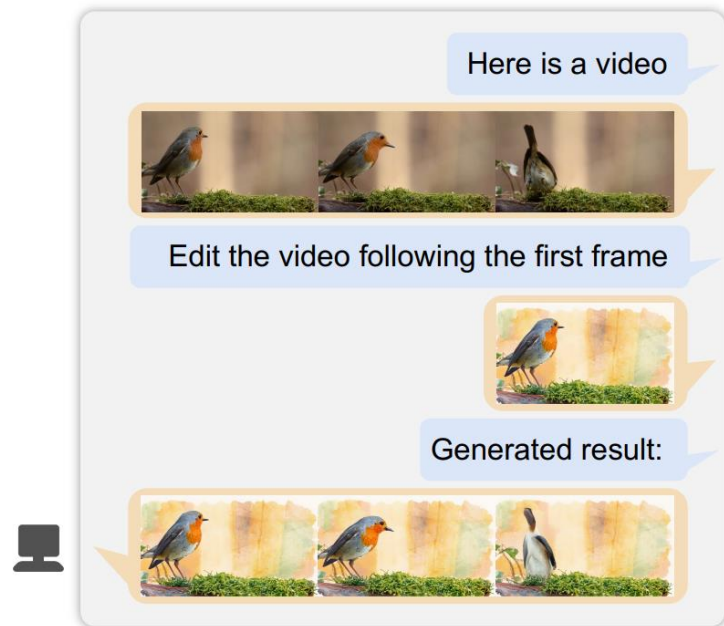 Here is a video
Edit the video following the first frame
Generated result: